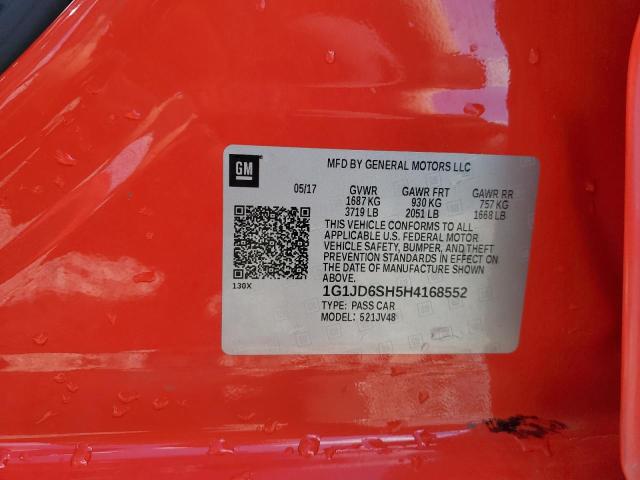 GM
MFD BY GENERAL MOTORS LLC
05/17 GVWR GAWR FRT GAWR RR
1687 KG 930 KG 757 KG
3719 LB 2051 LB 1668 LB
THIS VEHICLE CONFORMS TO ALL
APPLICABLE U.S. FEDERAL MOTOR
VEHICLE SAFETY, BUMPER, AND THEFT
PREVENTION STANDARDS IN EFFECT ON
THE DATE OF MANUFACTURE SHOWN
ABOVE.
130X
1G1JD6SH5H4168552
TYPE: PASS CAR
MODEL: 521JV48